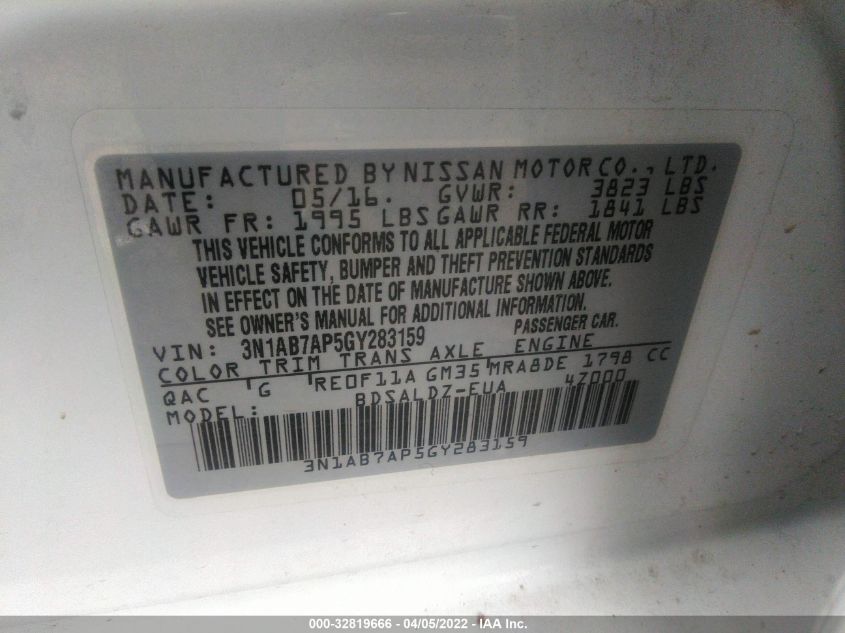 MANUFACTURED BY NISSAN MOTOR CO., LTD.
DATE: 05/16. GVWR: 3823 LBS
GAWR FR: 1995 LBS GAWR RR: 1841 LBS
THIS VEHICLE CONFORMS TO ALL APPLICABLE FEDERAL MOTOR
VEHICLE SAFETY, BUMPER AND THEFT PREVENTION STANDARDS
IN EFFECT ON THE DATE OF MANUFACTURE SHOWN ABOVE.
SEE OWNER'S MANUAL FOR ADDITIONAL INFORMATION.
VIN: 3N1AB7AP5GY283159 PASSENGER CAR.
COLOR TRIM TRANS AXLE ENGINE
QAC G RE0F11A GM35 MRA8DE 1798 CC
MODEL: BDSALDZ-EUA 47000
3N1AB7AP5GY283159
000-32819666 - 04/05/2022 - IAA Inc.